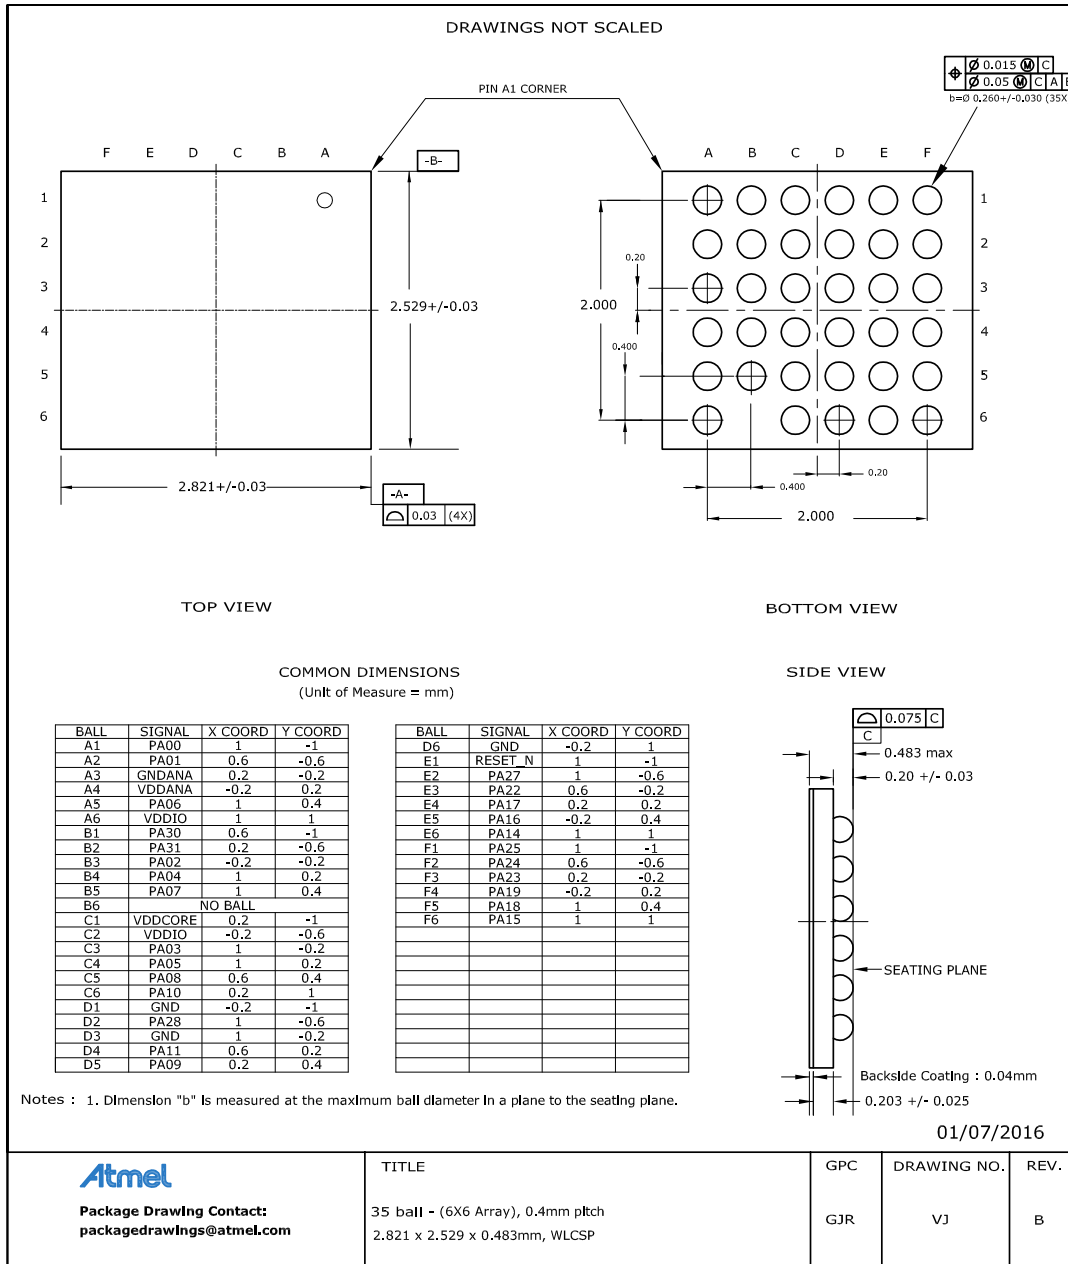 DRAWINGS NOT SCALED
⌀ 0.015 Ⓜ C
⌀ 0.05 Ⓜ C A
b=Ø 0.260+/-0.030 (35X
PIN A1 CORNER
F E D C B A
-B-
A B C D E F
1
2
3
4
5
6
2.529+/-0.03
2.821+/-0.03
-A-
0.03 (4X)
1
2
3
4
5
6
0.20
2.000
0.400
0.20
0.400
2.000
TOP VIEW
BOTTOM VIEW
COMMON DIMENSIONS
(Unit of Measure = mm)
BALL SIGNAL X COORD Y COORD
A1 PA00 1 -1
A2 PA01 0.6 -0.6
A3 GNDANA 0.2 -0.2
A4 VDDANA -0.2 0.2
A5 PA06 1 0.4
A6 VDDIO 1 1
B1 PA30 0.6 -1
B2 PA31 0.2 -0.6
B3 PA02 -0.2 -0.2
B4 PA04 1 0.2
B5 PA07 1 0.4
B6 NO BALL
C1 VDDCORE 0.2 -1
C2 VDDIO -0.2 -0.6
C3 PA03 1 -0.2
C4 PA05 1 0.2
C5 PA08 0.6 0.4
C6 PA10 0.2 1
D1 GND -0.2 -1
D2 PA28 1 -0.6
D3 GND 1 -0.2
D4 PA11 0.6 0.2
D5 PA09 0.2 0.4
BALL SIGNAL X COORD Y COORD
D6 GND -0.2 1
E1 RESET_N 1 -1
E2 PA27 1 -0.6
E3 PA22 0.6 -0.2
E4 PA17 0.2 0.2
E5 PA16 -0.2 0.4
E6 PA14 1 1
F1 PA25 1 -1
F2 PA24 0.6 -0.6
F3 PA23 0.2 -0.2
F4 PA19 -0.2 0.2
F5 PA18 1 0.4
F6 PA15 1 1
SIDE VIEW
0.075 C
C
0.483 max
0.20 +/- 0.03
SEATING PLANE
Backside Coating : 0.04mm
0.203 +/- 0.025
Notes : 1. Dimension "b" is measured at the maximum ball diameter in a plane to the seating plane.
01/07/2016
Atmel
Package Drawing Contact:
packagedrawings@atmel.com
TITLE
35 ball - (6X6 Array), 0.4mm pitch
2.821 x 2.529 x 0.483mm, WLCSP
GPC
GJR
DRAWING NO.
VJ
REV.
B